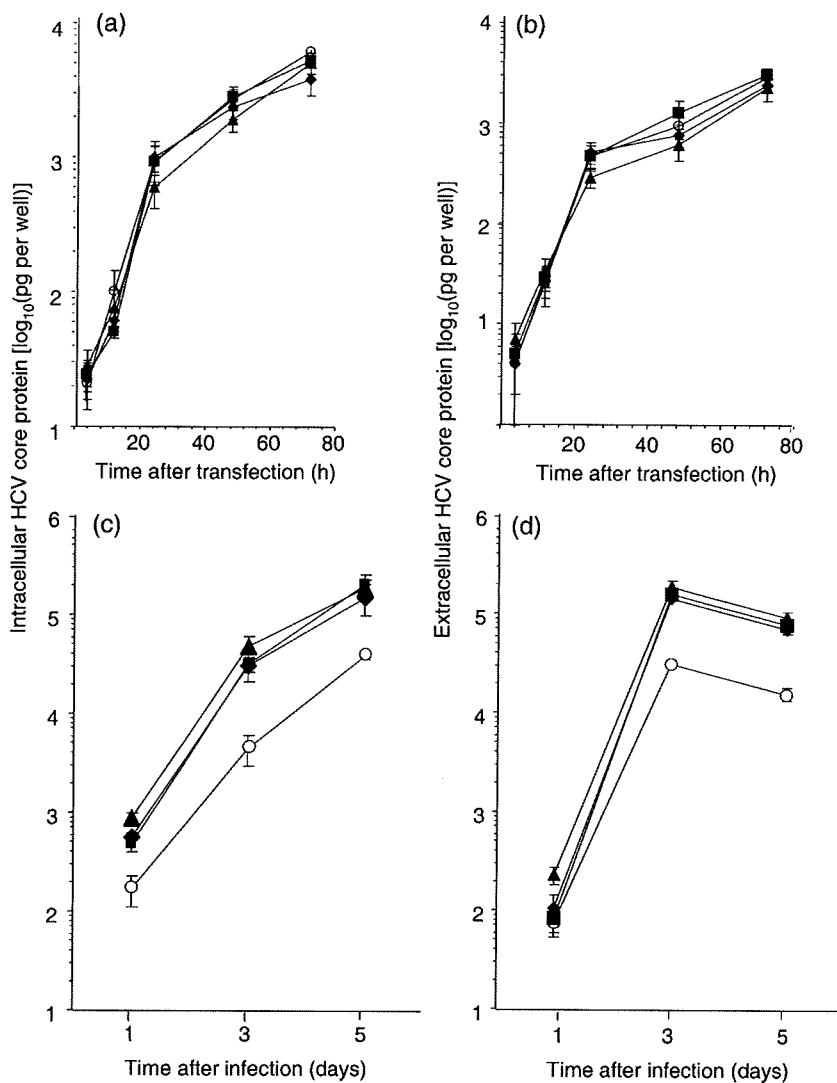 (a)
4
3
2
1
20 40 60 80
Time after transfection (h)
Intracellular HCV core protein [log₁₀(pg per well)]
(b)
4
3
2
1
20 40 60 80
Time after transfection (h)
Extracellular HCV core protein [log₁₀(pg per well)]
(c)
6
5
4
3
2
1
1 3 5
Time after infection (days)
(d)
6
5
4
3
2
1
1 3 5
Time after infection (days)